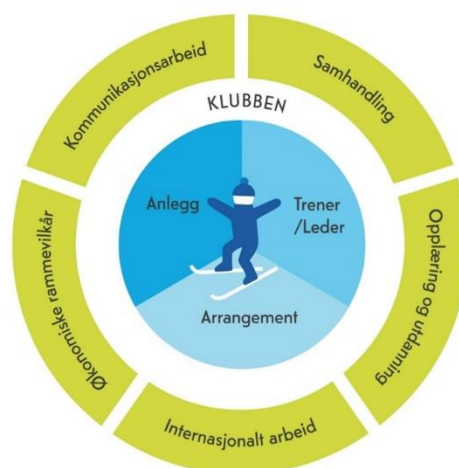 Kommunikasjonsarbeid
Samhandling
KLUBBEN
Anlegg
Trener
/Leder
Arrangement
Økonomiske rammevilkår
Opplæring og utdanning
Internasjonalt arbeid